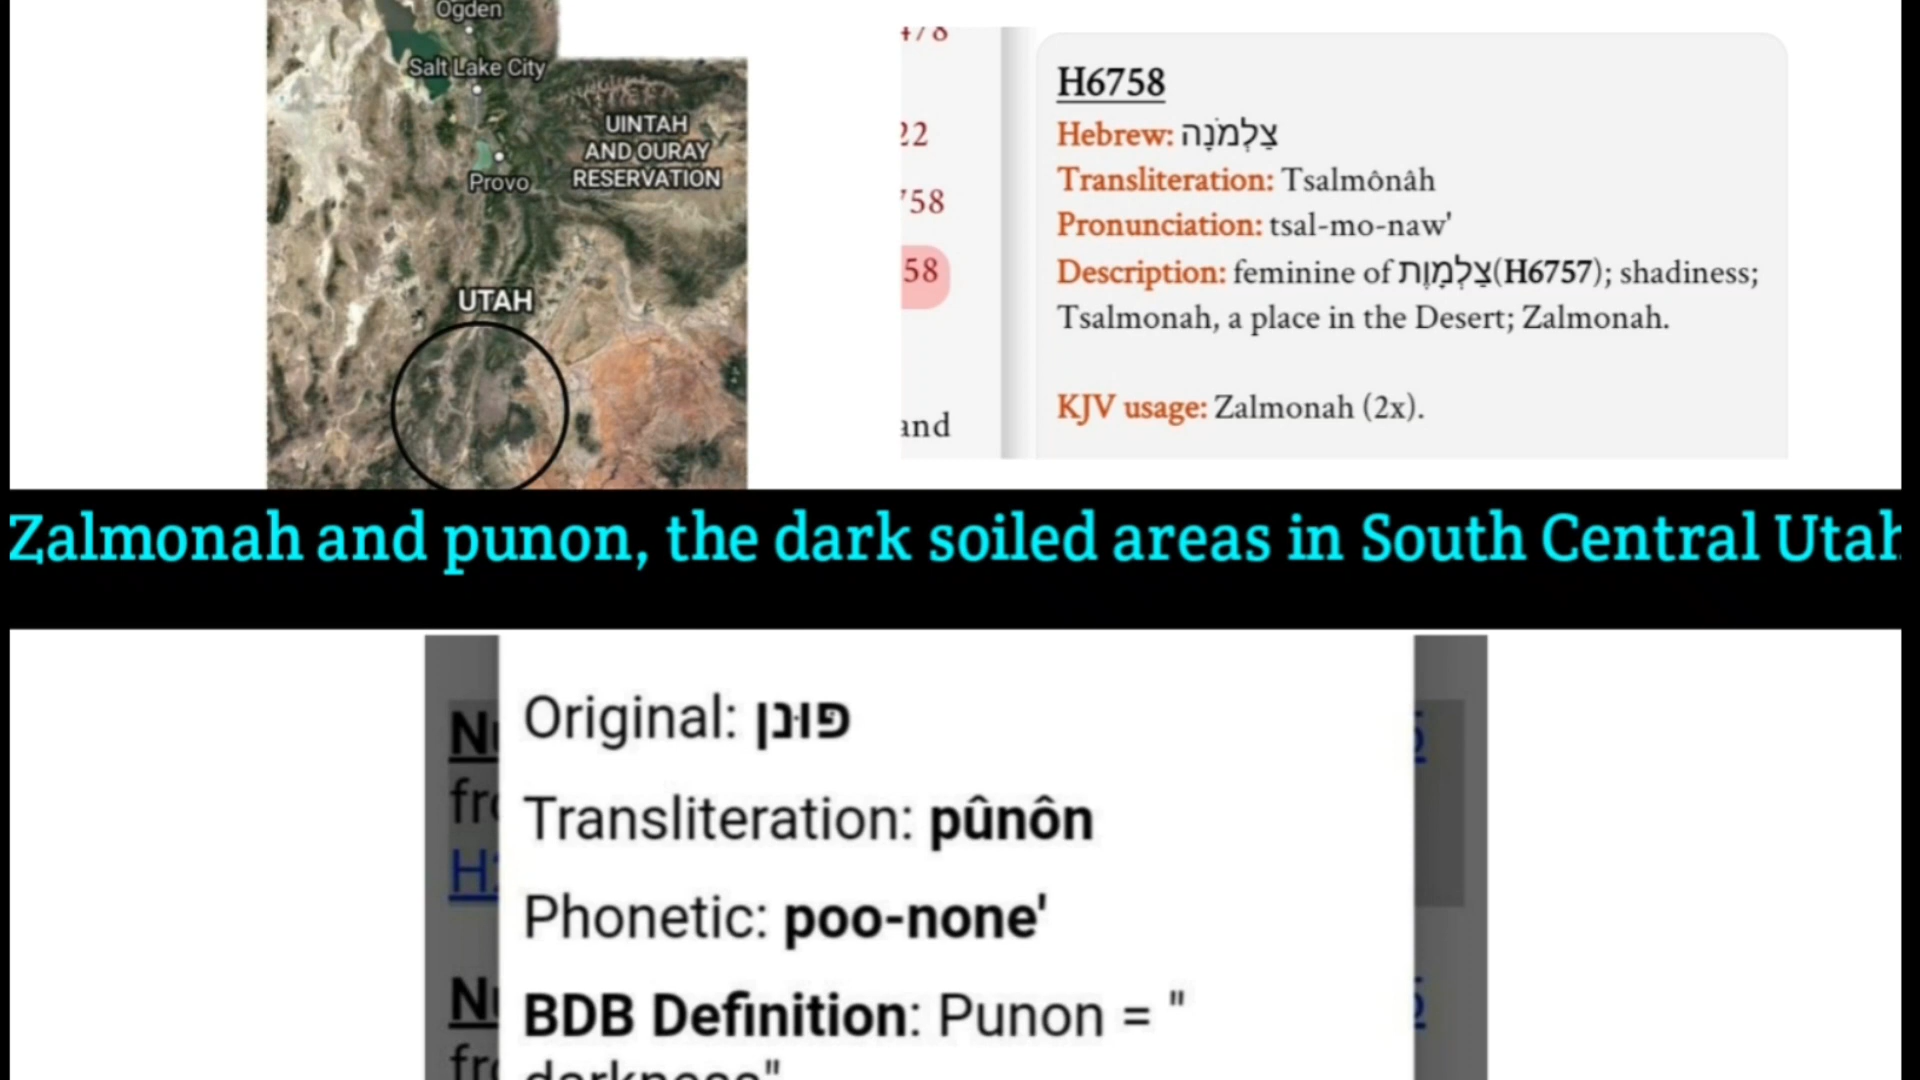 Ogden
Salt Lake City
UINTAH
AND OURAY
RESERVATION
Provo
UTAH
22
58
58
and
H6758
Hebrew: צַלְמֹנָה
Transliteration: Tsalmônâh
Pronunciation: tsal-mo-naw'
Description: feminine of צַלְמָוֶת(H6757); shadiness;
Tsalmonah, a place in the Desert; Zalmonah.
KJV usage: Zalmonah (2x).
Zalmonah and punon, the dark soiled areas in South Central Utah
Original: פּוּנן
Transliteration: pûnôn
Phonetic: poo-none'
BDB Definition: Punon = "
darkness"